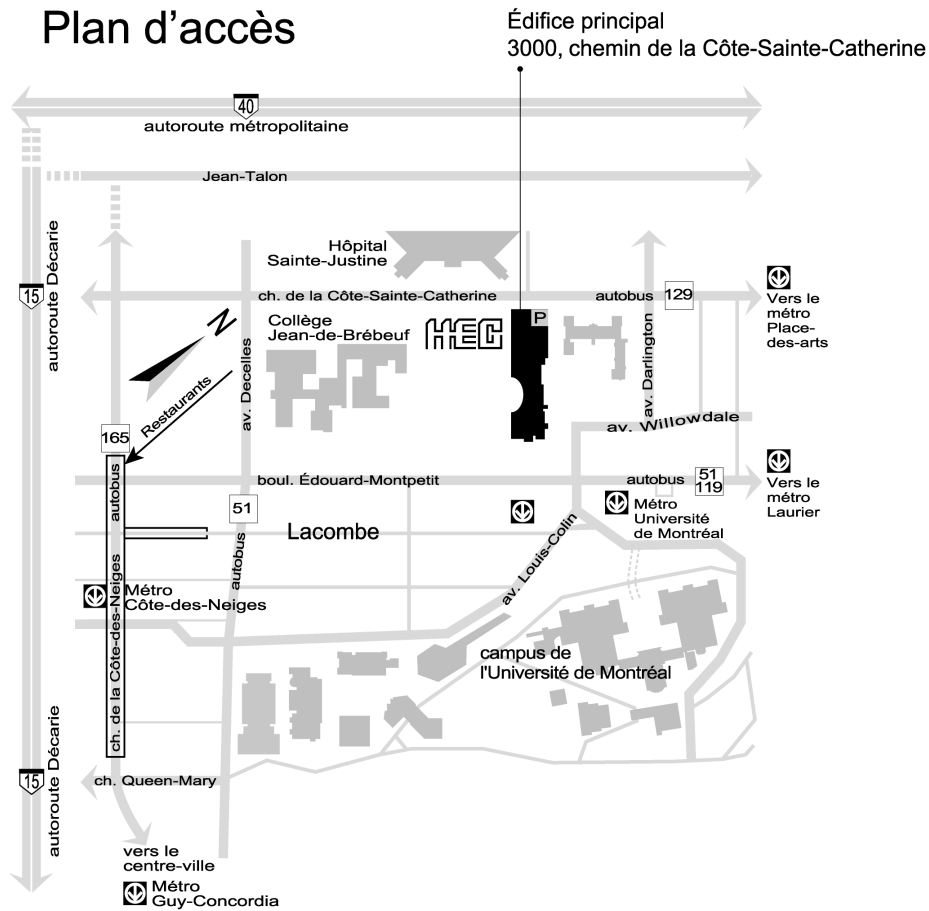 Plan d'accès
Édifice principal
3000, chemin de la Côte-Sainte-Catherine
40
autoroute métropolitaine
Jean-Talon
autoroute Décarie
15
Hôpital
Sainte-Justine
ch. de la Côte-Sainte-Catherine
autobus 129
Vers le
métro
Place-
des-arts
N
Collège
Jean-de-Brébeuf
HEC
P
av. Decelles
av. Darlington
Restaurants
av. Willowdale
165
autobus
boul. Édouard-Montpetit
autobus
51
119
Vers le
métro
Laurier
51
autobus
Lacombe
Métro
Université
de Montréal
av. Louis-Colin
Métro
Côte-des-Neiges
ch. de la Côte-des-Neiges
campus de
l'Université de Montréal
15
autoroute Décarie
ch. Queen-Mary
vers le
centre-ville
Métro
Guy-Concordia